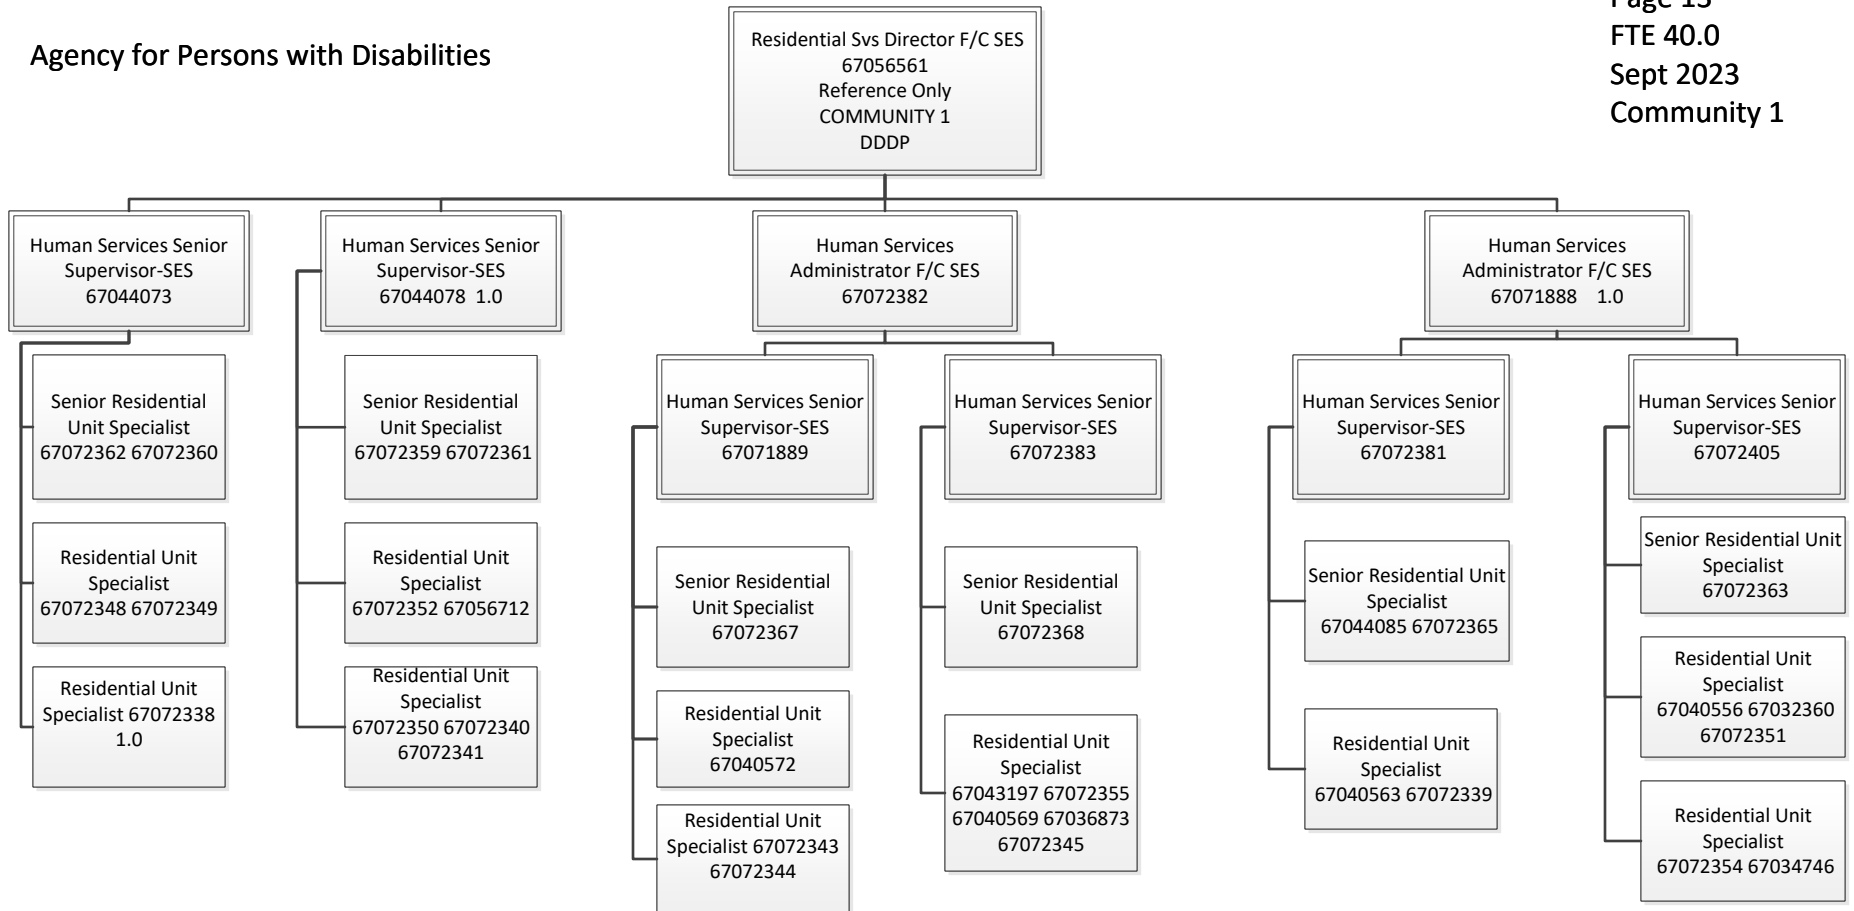 Agency for Persons with Disabilities
Page 13
FTE 40.0
Sept 2023
Community 1
Residential Svs Director F/C SES
67056561
Reference Only
COMMUNITY 1
DDDP
Human Services Senior
Supervisor-SES
67044073
Senior Residential
Unit Specialist
67072362 67072360
Residential Unit
Specialist
67072348 67072349
Residential Unit
Specialist 67072338
1.0
Human Services Senior
Supervisor-SES
67044078 1.0
Senior Residential
Unit Specialist
67072359 67072361
Residential Unit
Specialist
67072352 67056712
Residential Unit
Specialist
67072350 67072340
67072341
Human Services
Administrator F/C SES
67072382
Human Services Senior
Supervisor-SES
67071889
Senior Residential
Unit Specialist
67072367
Residential Unit
Specialist
67040572
Residential Unit
Specialist 67072343
67072344
Human Services Senior
Supervisor-SES
67072383
Senior Residential
Unit Specialist
67072368
Residential Unit
Specialist
67043197 67072355
67040569 67036873
67072345
Human Services
Administrator F/C SES
67071888 1.0
Human Services Senior
Supervisor-SES
67072381
Senior Residential Unit
Specialist
67044085 67072365
Residential Unit
Specialist
67040563 67072339
Human Services Senior
Supervisor-SES
67072405
Senior Residential Unit
Specialist
67072363
Residential Unit
Specialist
67040556 67032360
67072351
Residential Unit
Specialist
67072354 67034746